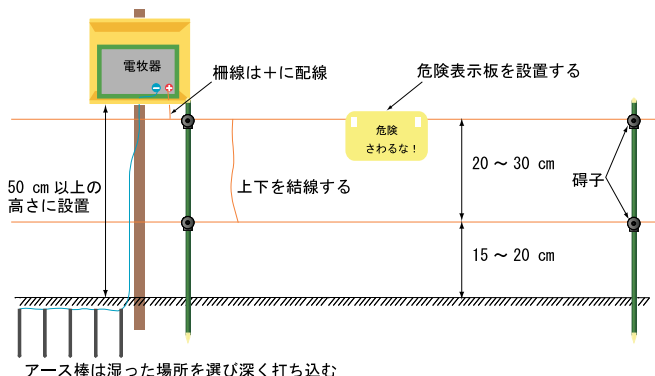 電牧器
柵線は＋に配線
危険表示板を設置する
危険
さわるな！
50 cm 以上の
高さに設置
上下を結線する
20 ～ 30 cm
碍子
15 ～ 20 cm
アース棒は湿った場所を選び深く打ち込む